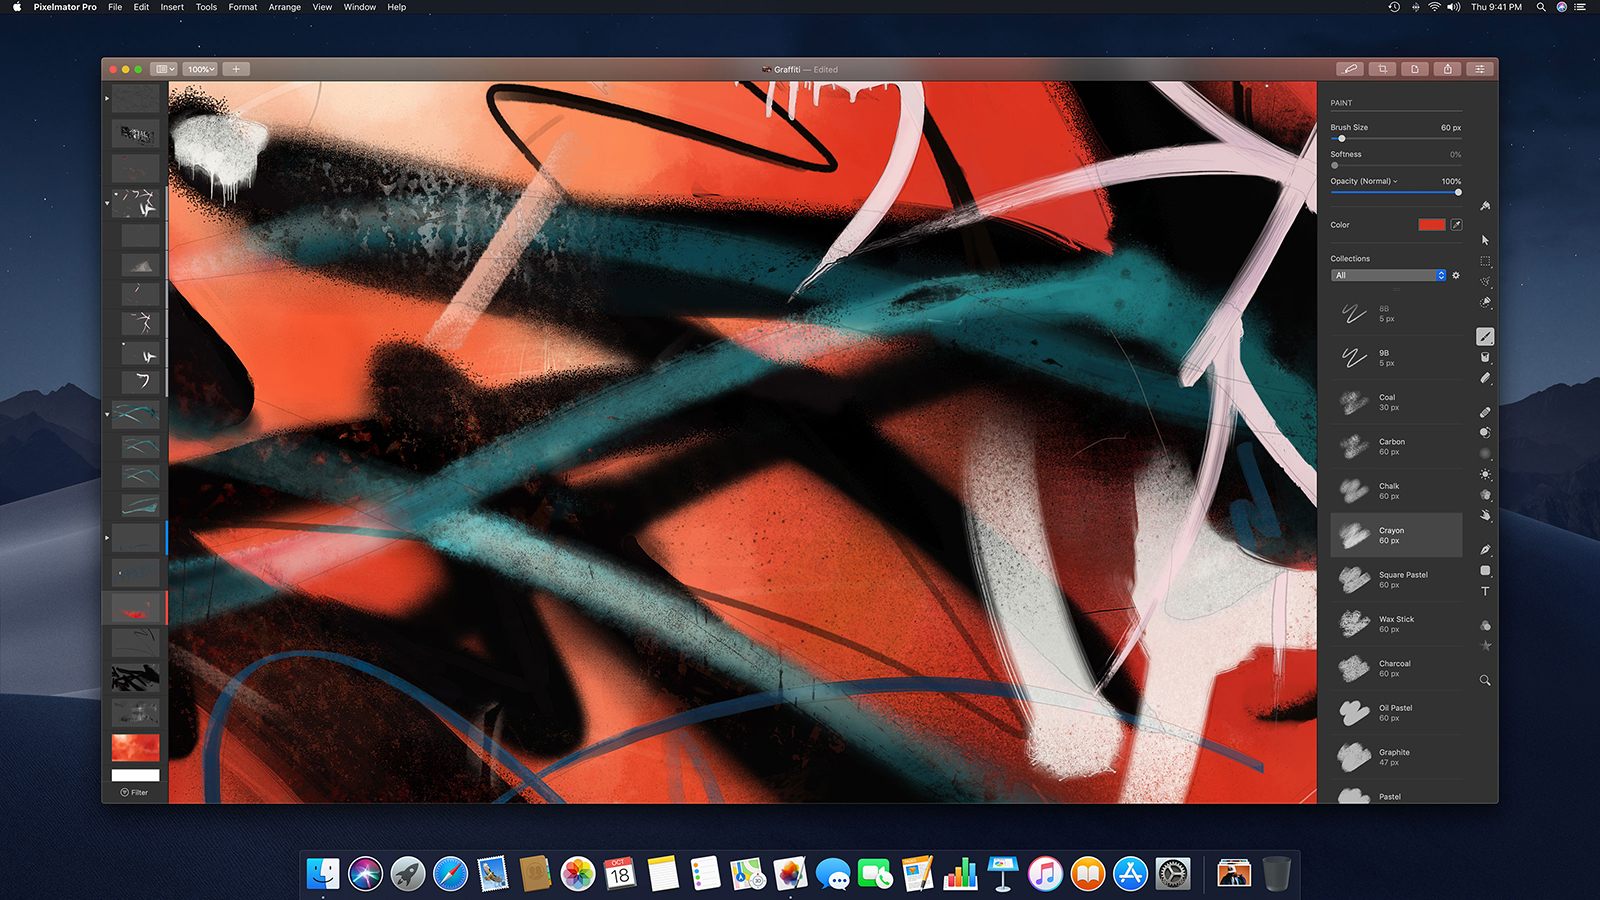 Pixelmator Pro File Edit Insert Tools Format Arrange View Window Help
Thu 9:41 PM
100%
Graffiti — Edited
PAINT
Brush Size 60 px
Softness 0%
Opacity (Normal) 100%
Color
Collections
All
8B
5 px
9B
5 px
Coal
30 px
Carbon
60 px
Chalk
60 px
Crayon
60 px
Square Pastel
60 px
Wax Stick
60 px
Charcoal
60 px
Oil Pastel
60 px
Graphite
47 px
Pastel
T
Filter
OCT
18